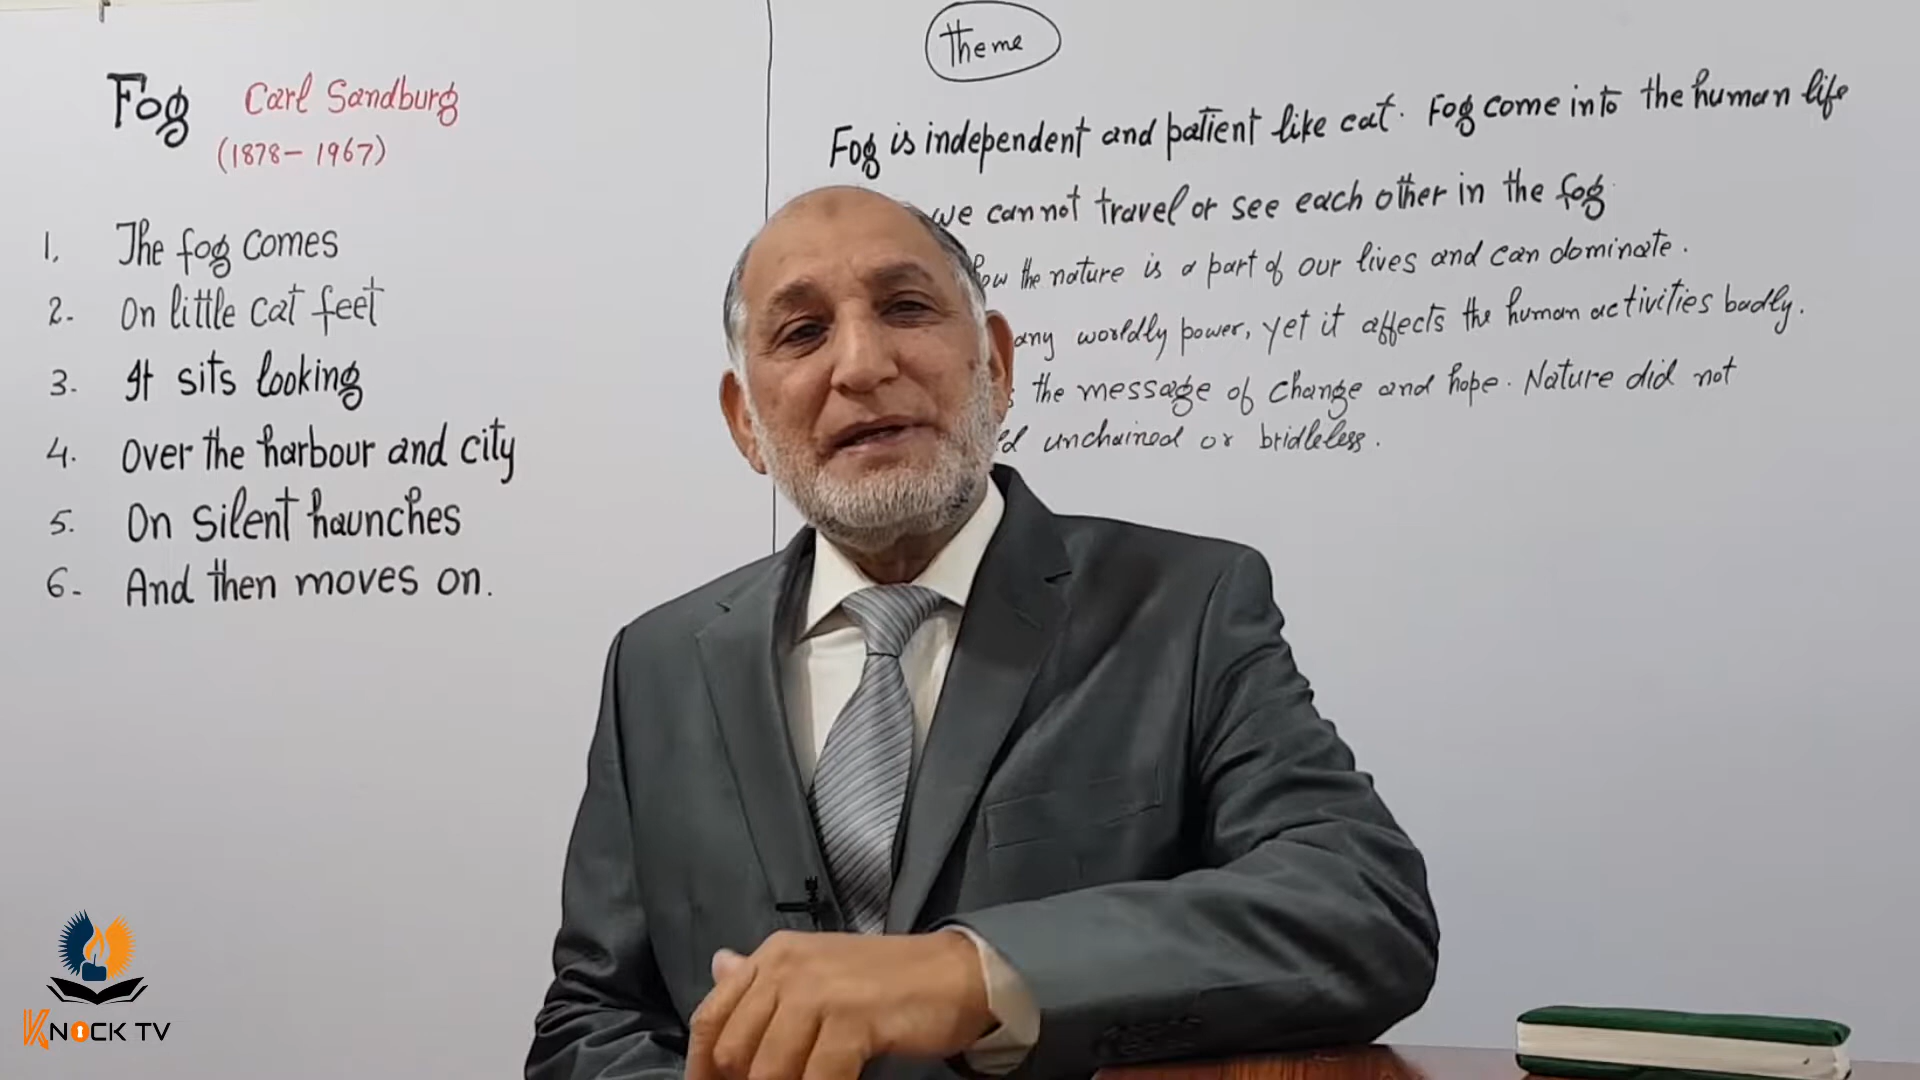 Fog Carl Sandburg
(1878 - 1967)
1. The fog comes
2. On little cat feet
3. It sits looking
4. Over the harbour and city
5. On silent haunches
6. And then moves on.
Theme
Fog is independent and patient like cat. Fog come into the human life
we cannot travel or see each other in the fog.
the nature is a part of our lives and can dominate.
any worldly power, yet it affects the human activities badly.
the message of change and hope. Nature did not
unchained or bridleless.
KNOCK TV